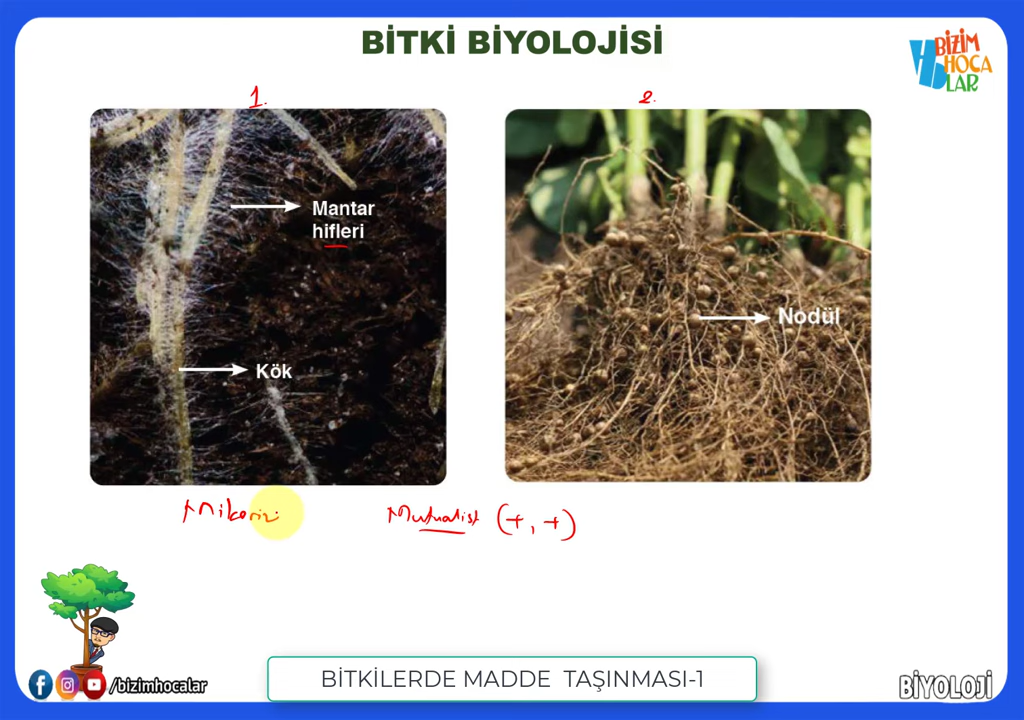 BİTKİ BİYOLOJİSİ
BİZİM
HOCA
LAR
1.
2.
Mantar
hifleri
Nodül
Kök
Mikoriz
Mutualist (+, +)
BİTKİLERDE MADDE TAŞINMASI-1
/bizimhocalar
BİYOLOJİ